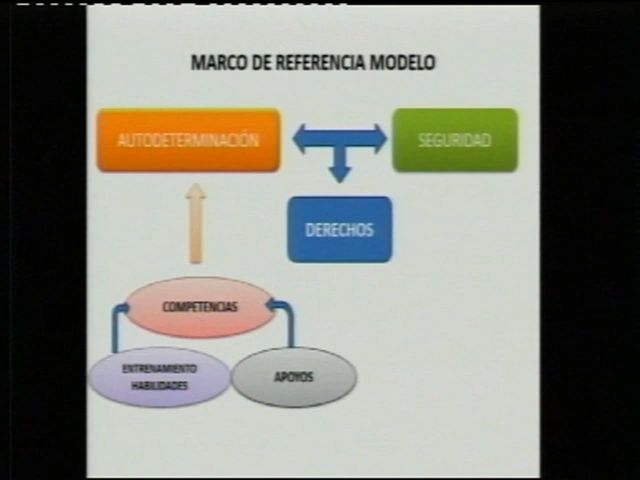 MARCO DE REFERENCIA MODELO
AUTODETERMINACIÓN
SEGURIDAD
DERECHOS
COMPETENCIAS
ENTRENAMIENTO
HABILIDADES
APOYOS